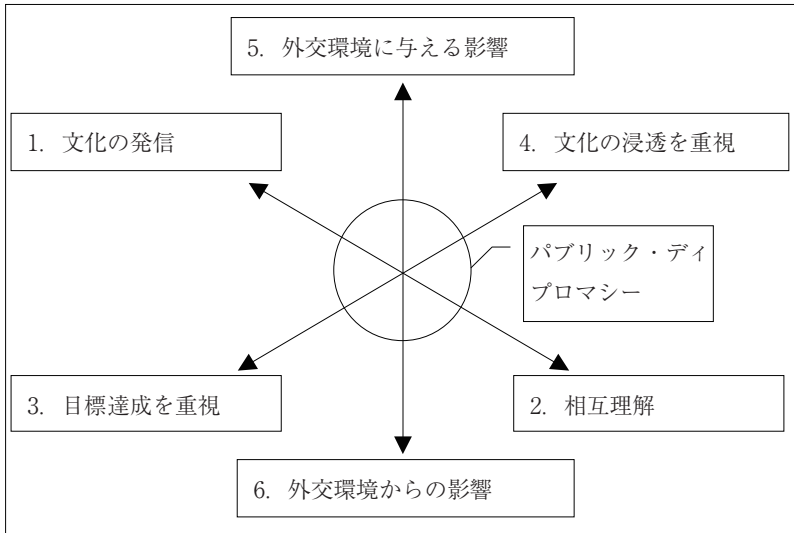 5. 外交環境に与える影響
1. 文化の発信
4. 文化の浸透を重視
パブリック・ディ
プロマシー
3. 目標達成を重視
2. 相互理解
6. 外交環境からの影響